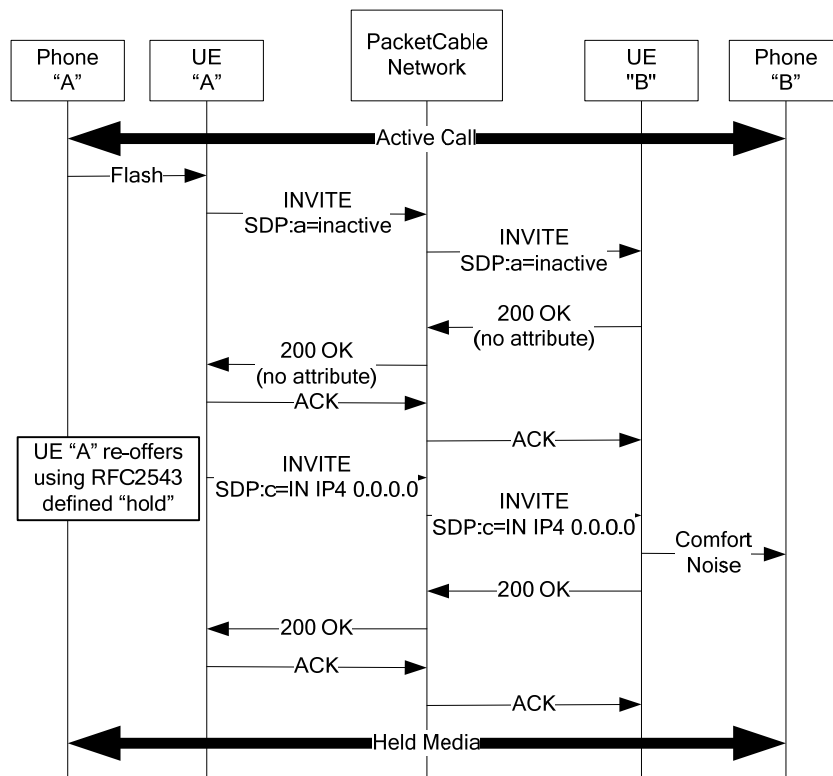 Phone
“A”
UE
“A”
PacketCable
Network
UE
"B"
Phone
“B”
Active Call
Flash
INVITE
SDP:a=inactive
INVITE
SDP:a=inactive
200 OK
(no attribute)
200 OK
(no attribute)
ACK
ACK
UE “A” re-offers
using RFC2543
defined “hold”
INVITE
SDP:c=IN IP4 0.0.0.0
INVITE
SDP:c=IN IP4 0.0.0.0
Comfort
Noise
200 OK
200 OK
ACK
ACK
Held Media